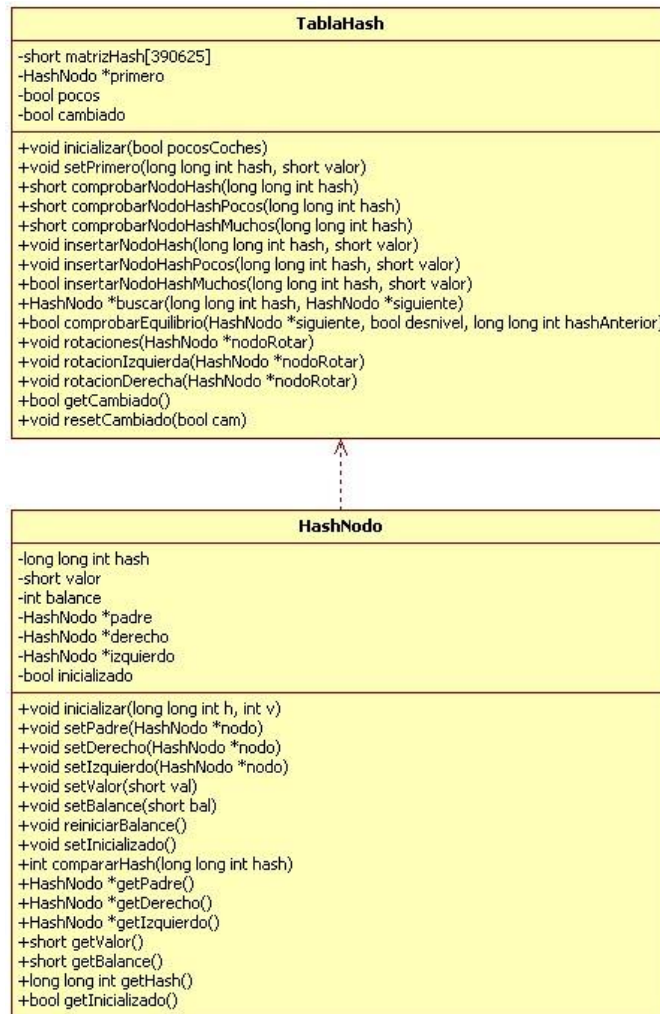 TablaHash
-short matrizHash[390625]
-HashNodo *primero
-bool pocos
-bool cambiado
+void inicializar(bool pocosCoches)
+void setPrimero(long long int hash, short valor)
+short comprobarNodoHash(long long int hash)
+short comprobarNodoHashPocos(long long int hash)
+short comprobarNodoHashMuchos(long long int hash)
+void insertarNodoHash(long long int hash, short valor)
+void insertarNodoHashPocos(long long int hash, short valor)
+bool insertarNodoHashMuchos(long long int hash, short valor)
+HashNodo *buscar(long long int hash, HashNodo *siguiente)
+bool comprobarEquilibrio(HashNodo *siguiente, bool desnivel, long long int hashAnterior)
+void rotaciones(HashNodo *nodoRotar)
+void rotacionIzquierda(HashNodo *nodoRotar)
+void rotacionDerecha(HashNodo *nodoRotar)
+bool getCambiado()
+void resetCambiado(bool cam)
HashNodo
-long long int hash
-short valor
-int balance
-HashNodo *padre
-HashNodo *derecho
-HashNodo *izquierdo
-bool inicializado
+void inicializar(long long int h, int v)
+void setPadre(HashNodo *nodo)
+void setDerecho(HashNodo *nodo)
+void setIzquierdo(HashNodo *nodo)
+void setValor(short val)
+void setBalance(short bal)
+void reiniciarBalance()
+void setInicializado()
+int compararHash(long long int hash)
+HashNodo *getPadre()
+HashNodo *getDerecho()
+HashNodo *getIzquierdo()
+short getValor()
+short getBalance()
+long long int getHash()
+bool getInicializado()